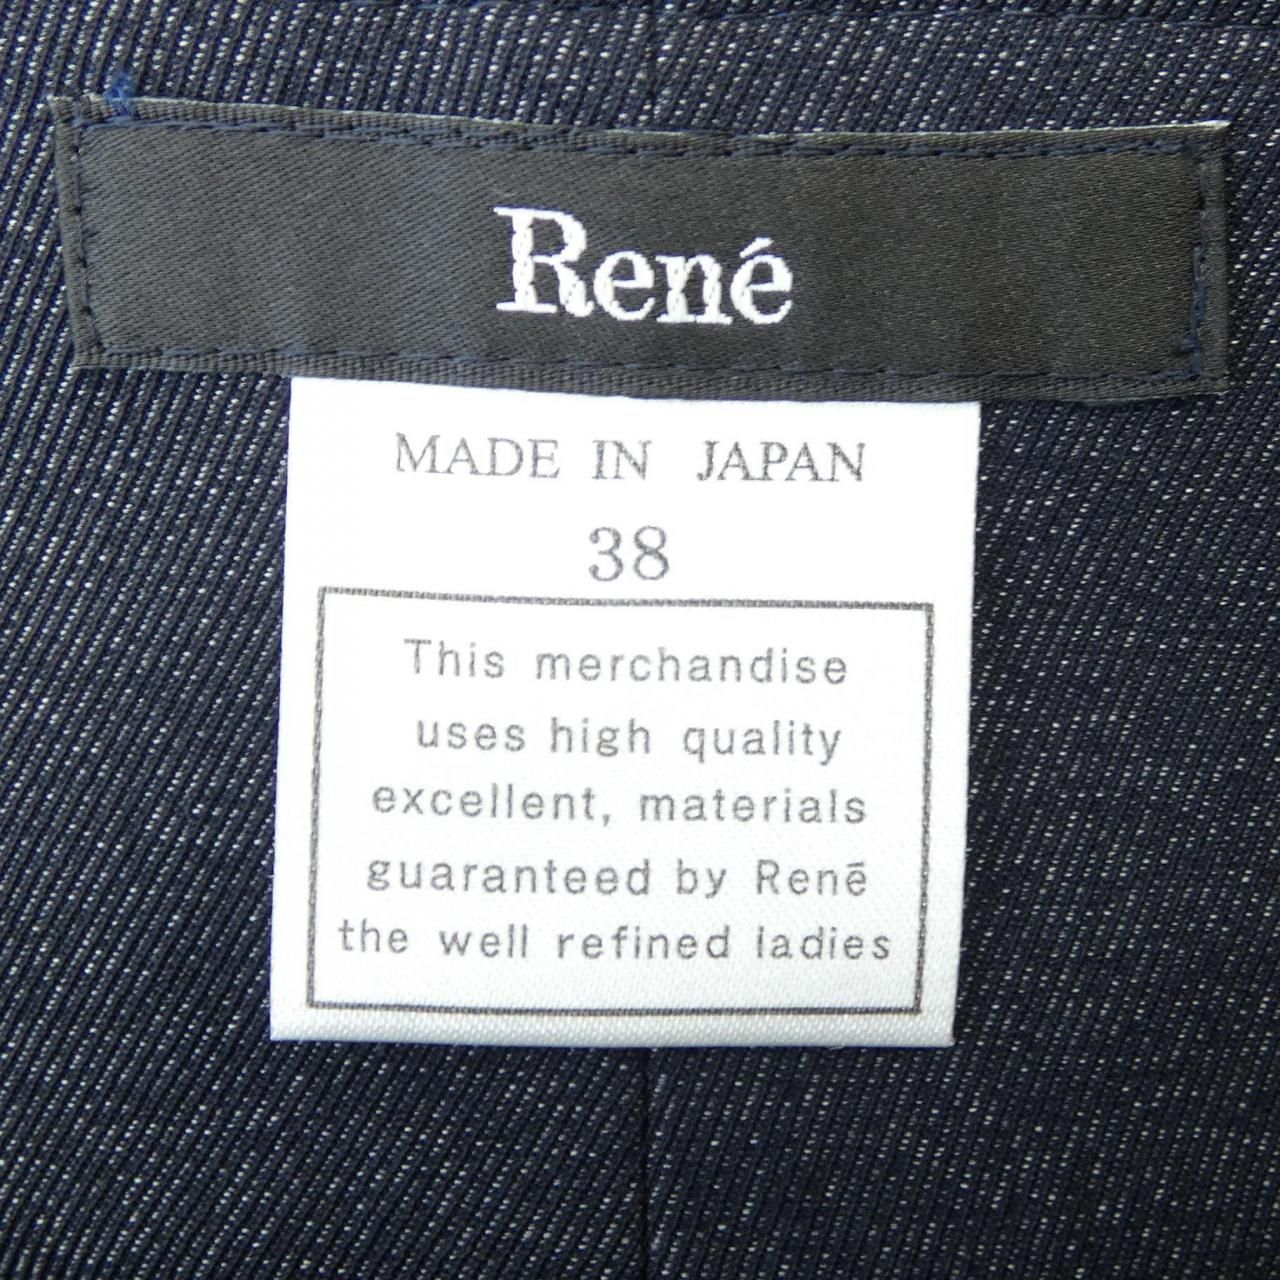 René
MADE IN JAPAN
38
This merchandise
uses high quality
excellent, materials
guaranteed by Renē
the well refined ladies